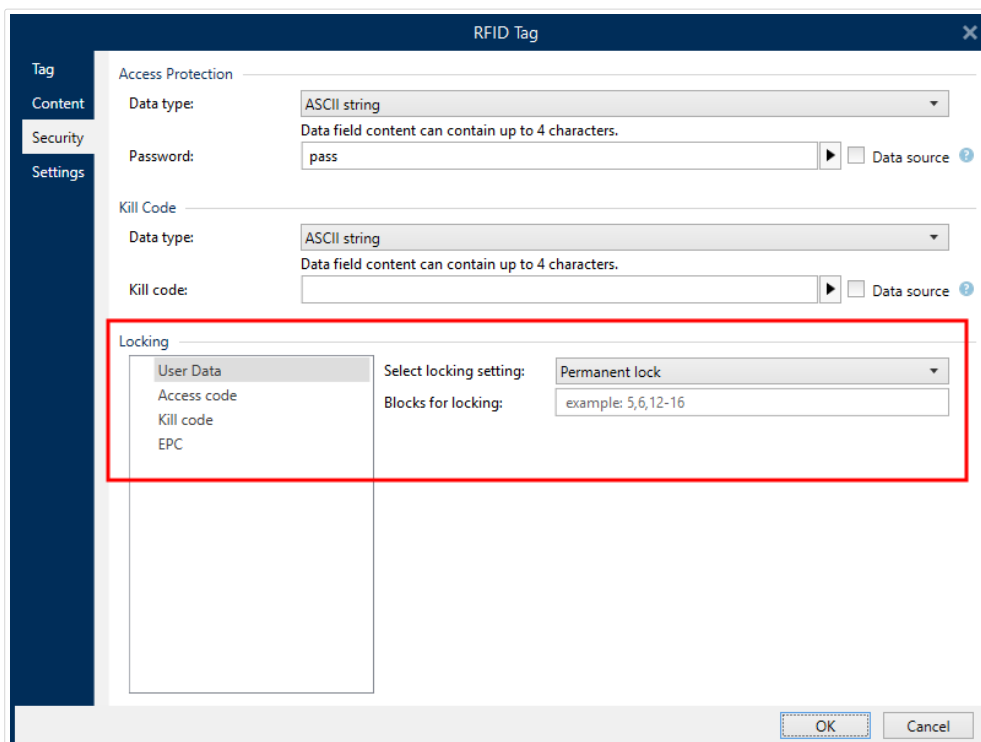 RFID Tag
Tag
Content
Security
Settings
Access Protection
Data type: ASCII string
Data field content can contain up to 4 characters.
Password: pass Data source ?
Kill Code
Data type: ASCII string
Data field content can contain up to 4 characters.
Kill code: Data source ?
Locking
User Data
Access code
Kill code
EPC
Select locking setting: Permanent lock
Blocks for locking: example: 5,6,12-16
OK Cancel